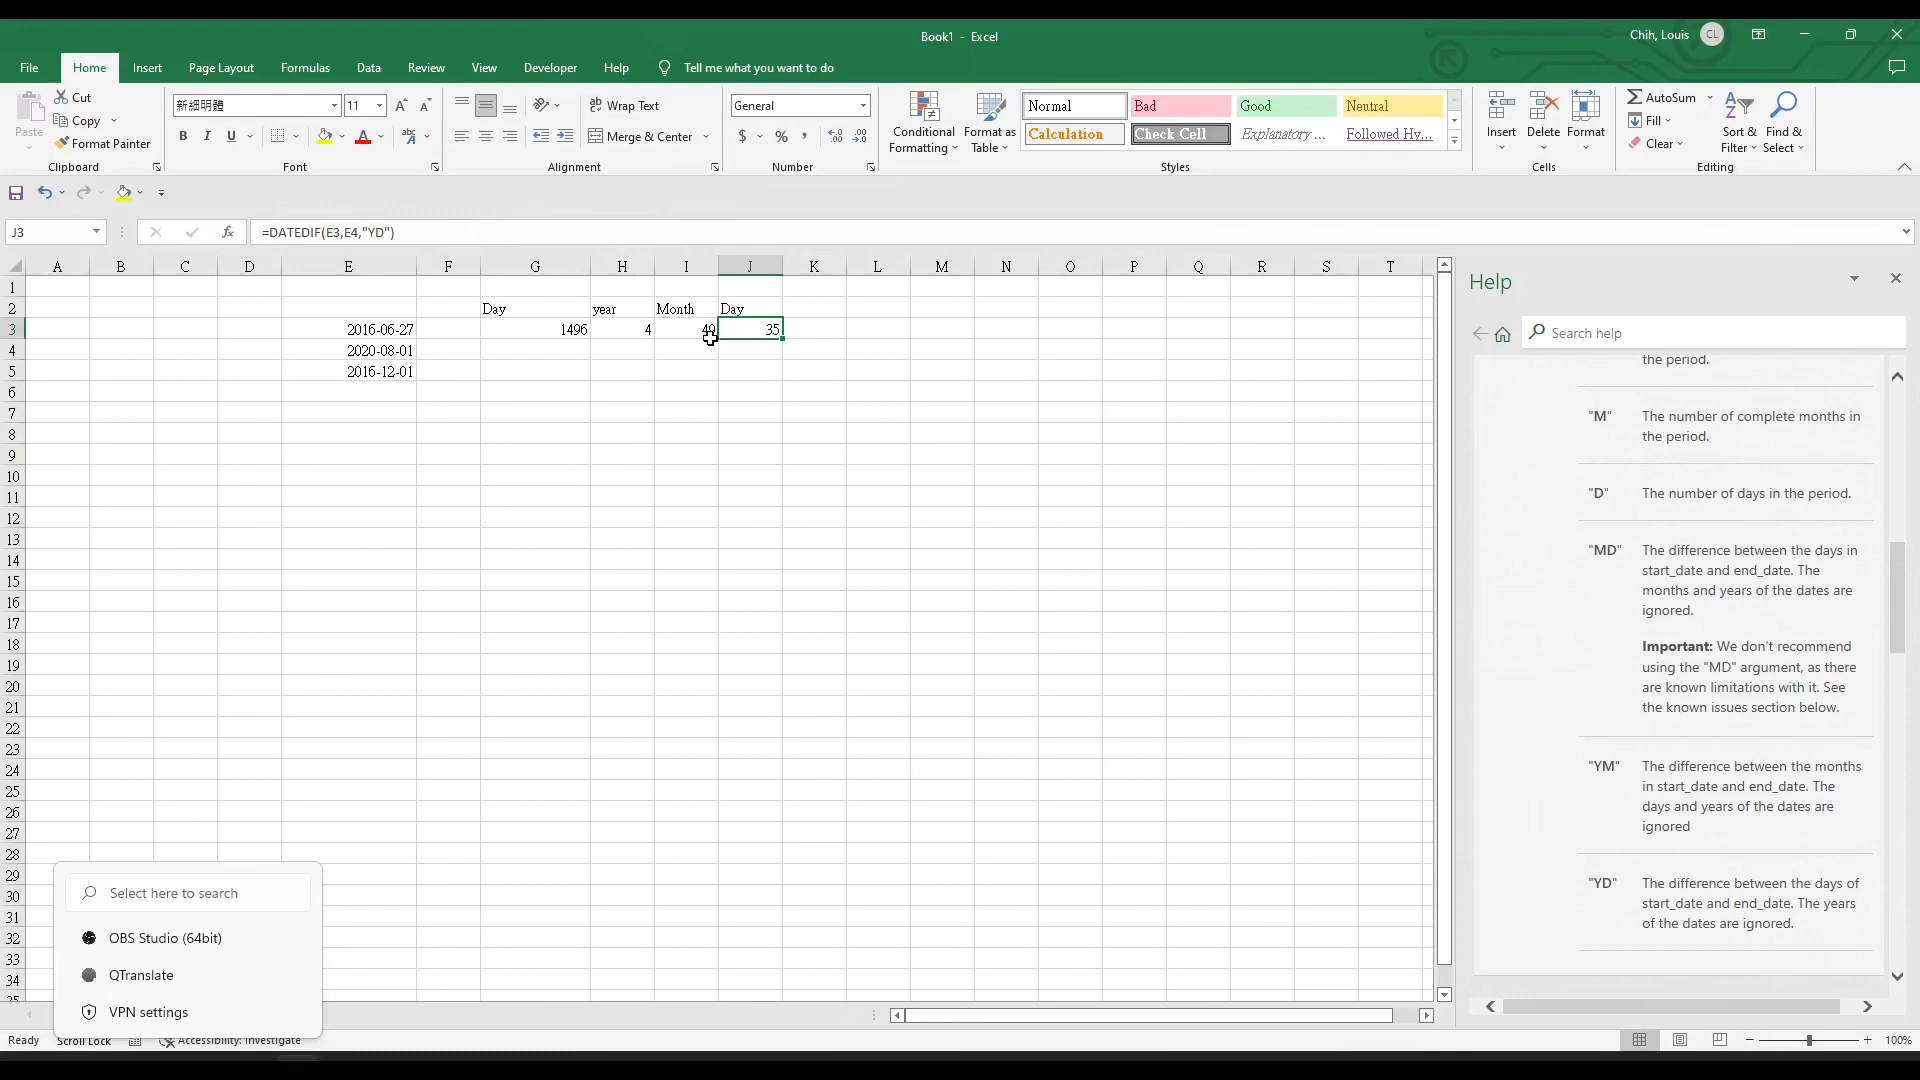 Book1 - Excel
Chih, Louis
CL
File
Home
Insert
Page Layout
Formulas
Data
Review
View
Developer
Help
Tell me what you want to do
Paste
Cut
Copy
Format Painter
Clipboard
新細明體
11
B I U
Font
Wrap Text
Merge & Center
Alignment
General
$ % ,
Number
Conditional
Formatting
Format as
Table
Normal
Bad
Good
Neutral
Calculation
Check Cell
Explanatory ...
Followed Hy...
Styles
Insert
Delete
Format
Cells
AutoSum
Fill
Clear
Sort &
Filter
Find &
Select
Editing
J3
fx
=DATEDIF(E3,E4,"YD")
A B C D E F G H I J K L M N O P Q R S T
1
2 Day year Month Day
3 2016-06-27 1496 4 49 35
4 2020-08-01
5 2016-12-01
6
7
8
9
10
11
12
13
14
15
16
17
18
19
20
21
22
23
24
25
26
27
28
29
30
31
32
33
34
35
Help
Search help
the period.
"M" The number of complete months in
the period.
"D" The number of days in the period.
"MD" The difference between the days in
start_date and end_date. The
months and years of the dates are
ignored.
Important: We don't recommend
using the "MD" argument, as there
are known limitations with it. See
the known issues section below.
"YM" The difference between the months
in start_date and end_date. The
days and years of the dates are
ignored
"YD" The difference between the days of
start_date and end_date. The years
of the dates are ignored.
Select here to search
OBS Studio (64bit)
QTranslate
VPN settings
Ready
Scroll Lock
Accessibility: Investigate
100%